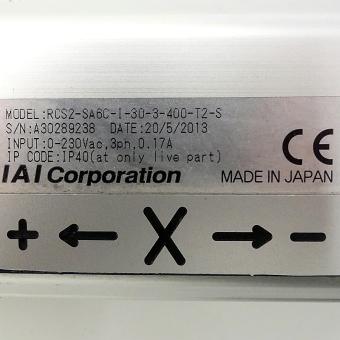 MODEL:RCS2-SA6C-I-30-3-400-T2-S
S/N:A30289238 DATE:20/5/2013
INPUT:0-230Vac,3ph,0.17A
IP CODE:IP40(at only live part)
CE
IAI Corporation MADE IN JAPAN
+ ← X → −